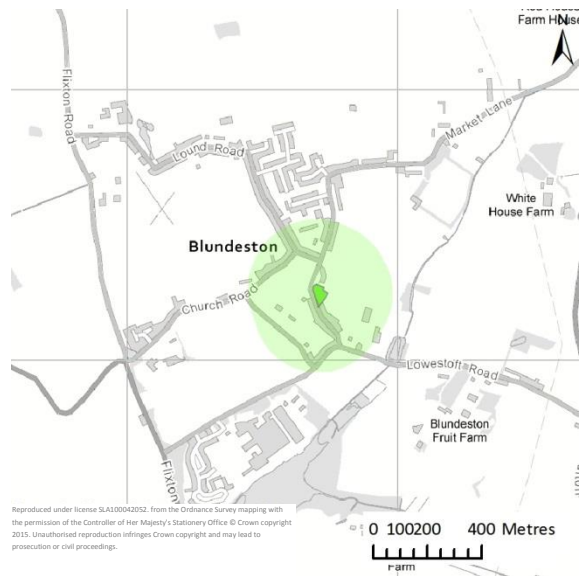 Farm House
N
Flixton Road
Market Lane
Lound Road
White
House Farm
Blundeston
Church Road
Lowestoft Road
Blundeston
Fruit Farm
Flixton
Reproduced under license SLA100042052. from the Ordnance Survey mapping with
the permission of the Controller of Her Majesty's Stationery Office © Crown copyright
2015. Unauthorised reproduction infringes Crown copyright and may lead to
prosecution or civil proceedings.
0 100200 400 Metres
Farm